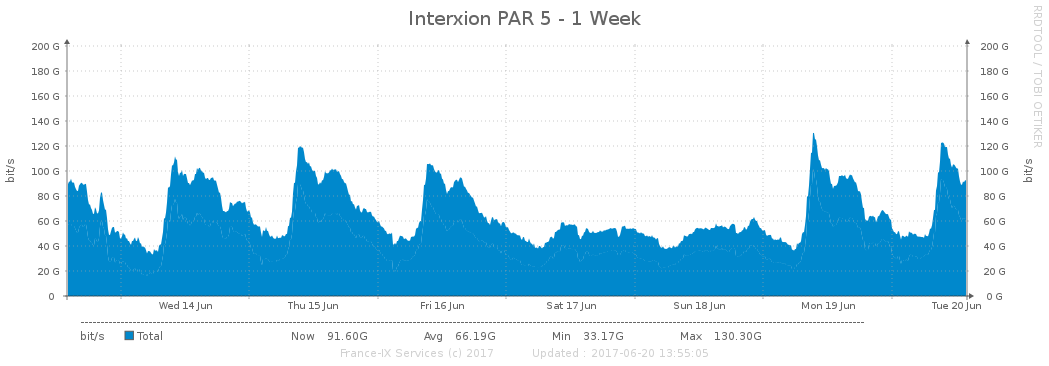 Interxion PAR 5 - 1 Week
RRDTOOL / TOBI OETIKER
bit/s
200 G
180 G
160 G
140 G
120 G
100 G
80 G
60 G
40 G
20 G
0
200 G
180 G
160 G
140 G
120 G
100 G
80 G
60 G
40 G
20 G
0 G
bit/s
Wed 14 Jun Thu 15 Jun Fri 16 Jun Sat 17 Jun Sun 18 Jun Mon 19 Jun Tue 20 Jun
bit/s Total Now 91.60G Avg 66.19G Min 33.17G Max 130.30G
France-IX Services (c) 2017 Updated : 2017-06-20 13:55:05